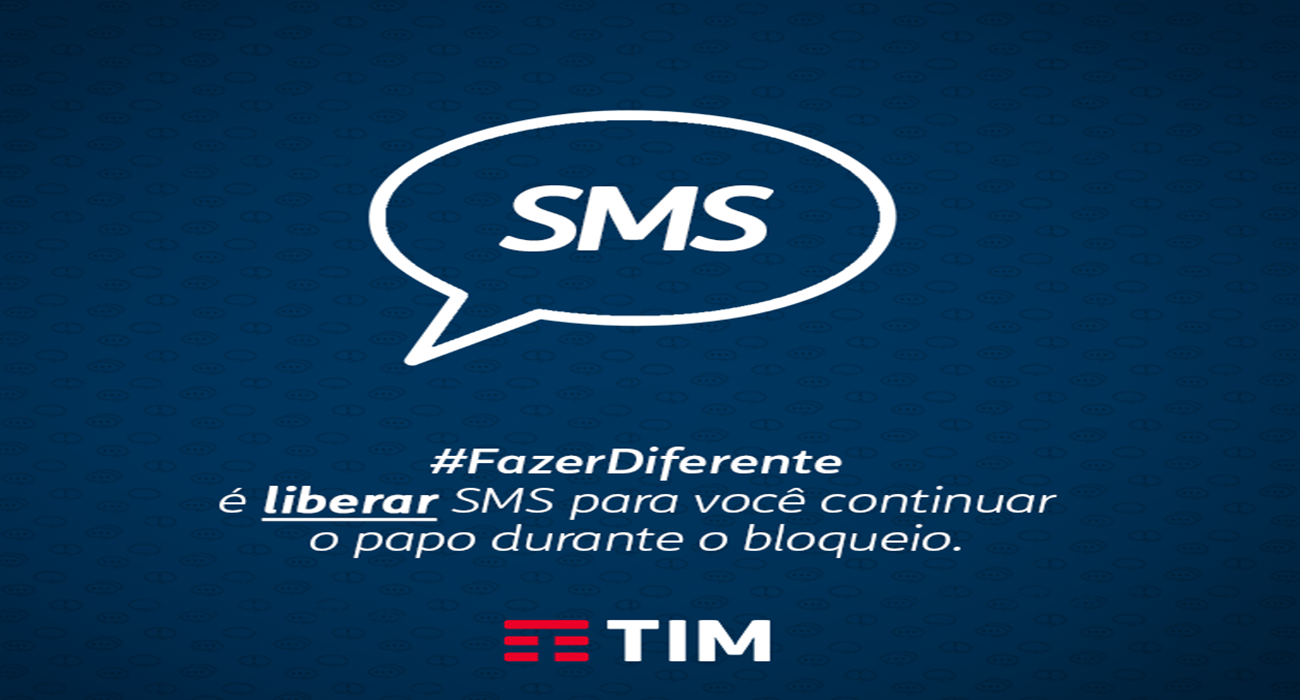 SMS
#FazerDiferente
é liberar SMS para você continuar
o papo durante o bloqueio.
TIM